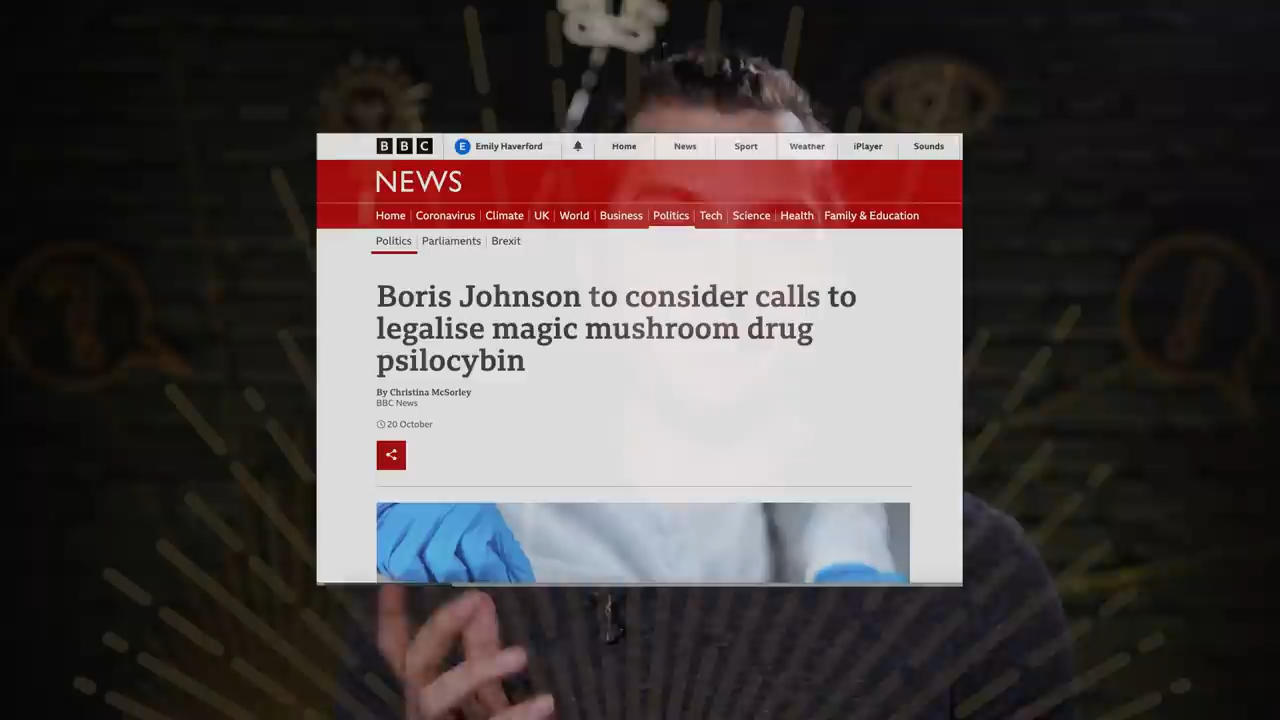 BBC E Emily Haverford Home News Sport Weather iPlayer Sounds
NEWS
Home Coronavirus Climate UK World Business Politics Tech Science Health Family & Education
Politics Parliaments Brexit
Boris Johnson to consider calls to
legalise magic mushroom drug
psilocybin
By Christina McSorley
BBC News
20 October